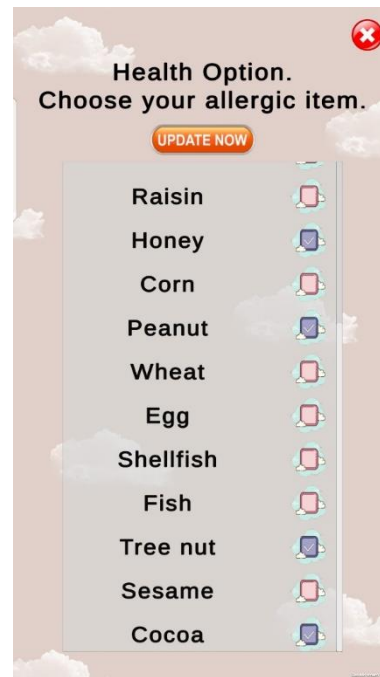 Health Option.
Choose your allergic item.
UPDATE NOW
Raisin
Honey
Corn
Peanut
Wheat
Egg
Shellfish
Fish
Tree nut
Sesame
Cocoa